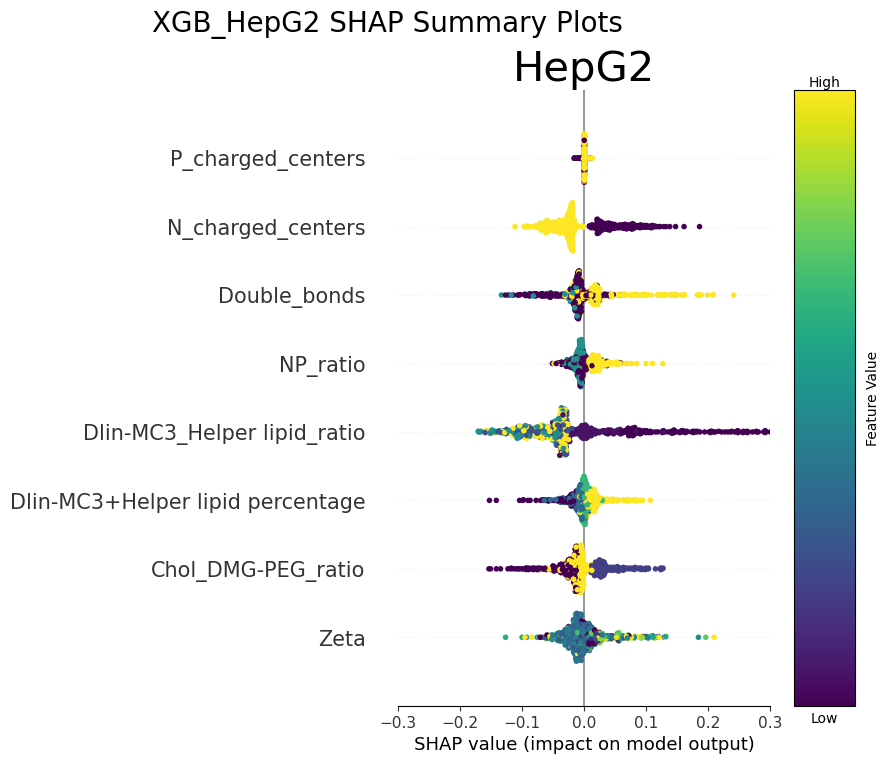 XGB_HepG2 SHAP Summary Plots
HepG2
High
P_charged_centers
N_charged_centers
Double_bonds
NP_ratio
Dlin-MC3_Helper lipid_ratio
Dlin-MC3+Helper lipid percentage
Chol_DMG-PEG_ratio
Zeta
Feature Value
Low
−0.3 −0.2 −0.1 0.0 0.1 0.2 0.3
SHAP value (impact on model output)